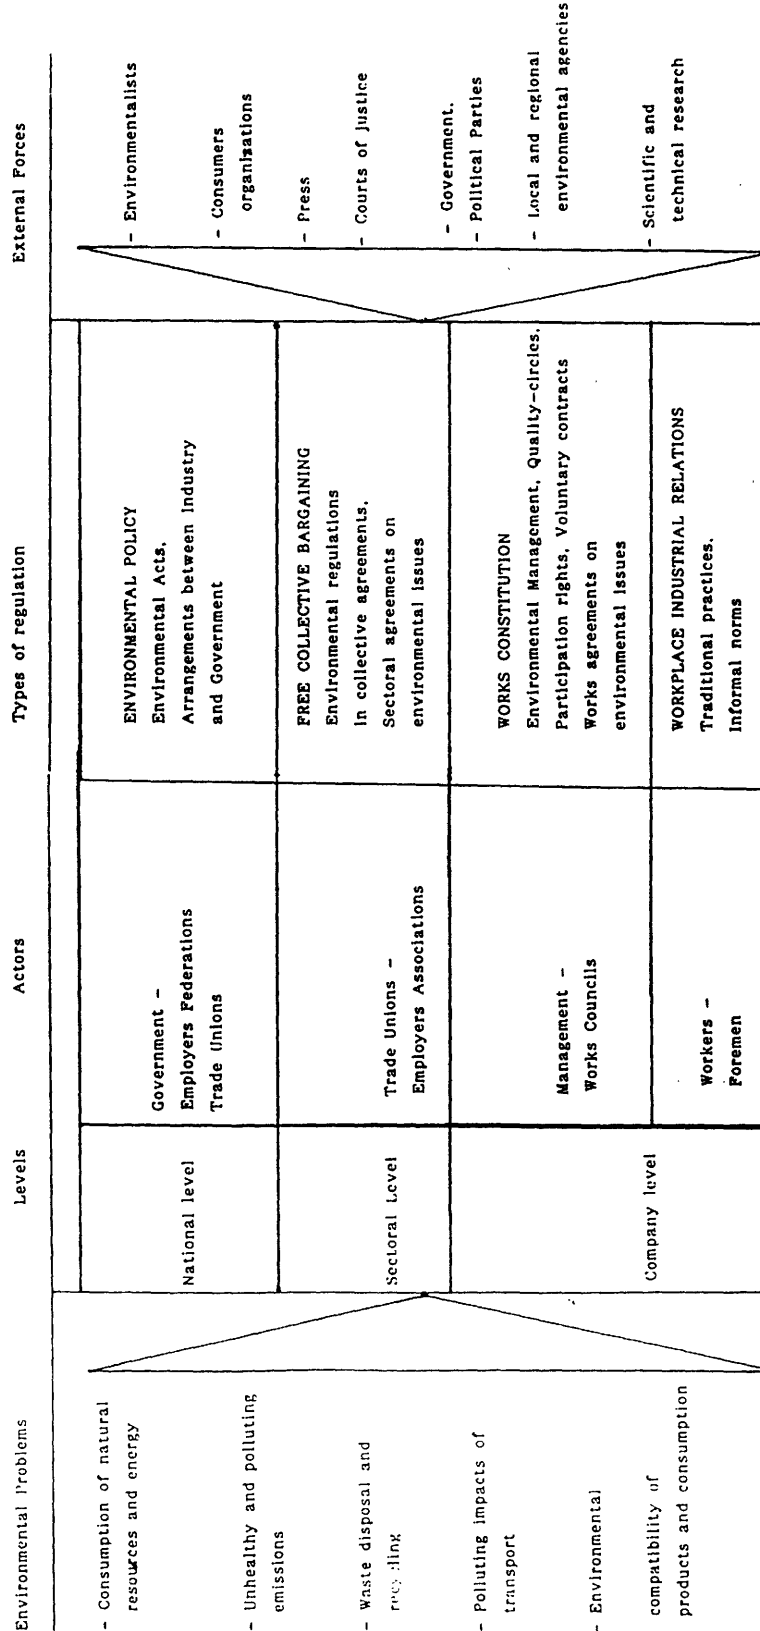 Environmental Problems
- Consumption of natural
resources and energy
- Unhealthy and polluting
emissions
- Waste disposal and
recycling
- Polluting impacts of
transport
- Environmental
compatibility of
products and consumption
Levels
National level
Sectoral Level
Company level
Actors
Government -
Employers Federations
Trade Unions
Trade Unions -
Employers Associations
Management -
Works Councils
Workers -
Foremen
Types of regulation
ENVIRONMENTAL POLICY
Environmental Acts.
Arrangements between Industry
and Government
FREE COLLECTIVE BARGAINING
Environmental regulations
in collective agreements.
Sectoral agreements on
environmental issues
WORKS CONSTITUTION
Environmental Management, Quality-circles.
Participation rights, Voluntary contracts
Works agreements on
environmental issues
WORKPLACE INDUSTRIAL RELATIONS
Traditional practices.
Informal norms
External Forces
- Environmentalists
- Consumers
organisations
- Press
- Courts of justice
- Government.
- Political Parties
- Local and regional
environmental agencies
- Scientific and
technical research